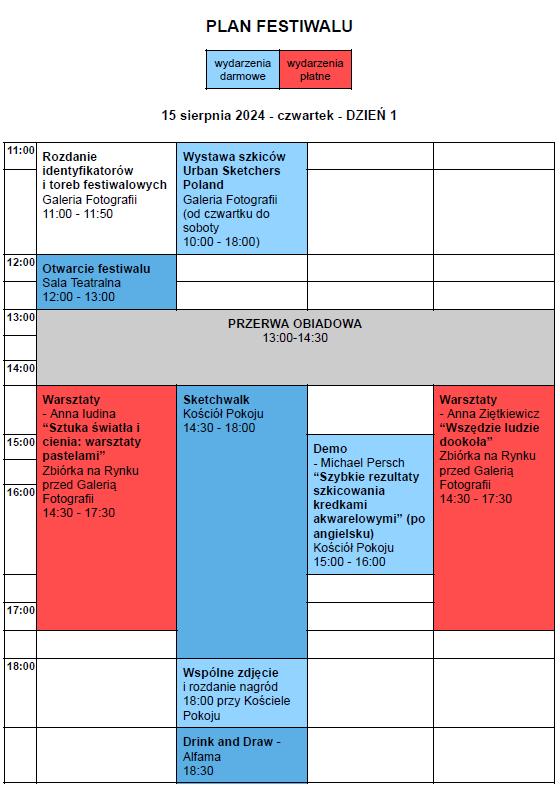 PLAN FESTIWALU
wydarzenia
darmowe
wydarzenia
płatne
15 sierpnia 2024 - czwartek - DZIEŃ 1
11:00
Rozdanie
identyfikatorów
i toreb festiwalowych
Galeria Fotografii
11:00 - 11:50
Wystawa szkiców
Urban Sketchers
Poland
Galeria Fotografii
(od czwartku do
soboty
10:00 - 18:00)
12:00
Otwarcie festiwalu
Sala Teatralna
12:00 - 13:00
13:00
PRZERWA OBIADOWA
13:00-14:30
14:00
Warsztaty
- Anna Iudina
“Sztuka światła i
cienia: warsztaty
pastelami”
Zbiórka na Rynku
przed Galerią
Fotografii
14:30 - 17:30
Sketchwalk
Kościół Pokoju
14:30 - 18:00
Demo
- Michael Persch
“Szybkie rezultaty
szkicowania
kredkami
akwarelowymi” (po
angielsku)
Kościół Pokoju
15:00 - 16:00
Warsztaty
- Anna Ziętkiewicz
“Wszędzie ludzie
dookoła”
Zbiórka na Rynku
przed Galerią
Fotografii
14:30 - 17:30
15:00
16:00
17:00
18:00
Wspólne zdjęcie
i rozdanie nagród
18:00 przy Kościele
Pokoju
Drink and Draw -
Alfama
18:30